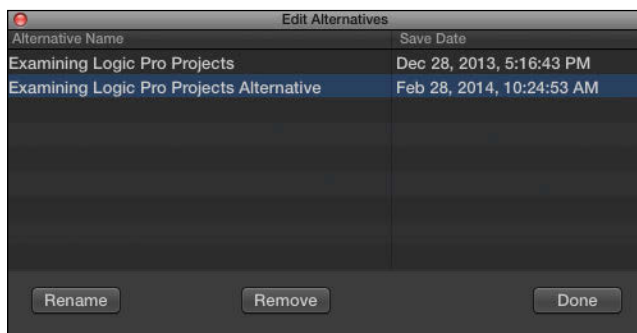 Edit Alternatives
Alternative Name Save Date
Examining Logic Pro Projects Dec 28, 2013, 5:16:43 PM
Examining Logic Pro Projects Alternative Feb 28, 2014, 10:24:53 AM
Rename Remove Done